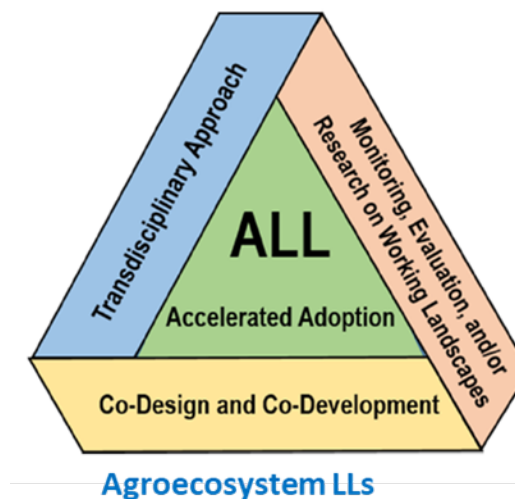 Transdisciplinary Approach
Monitoring, Evaluation, and/or
Research on Working Landscapes
ALL
Accelerated Adoption
Co-Design and Co-Development
Agroecosystem LLs